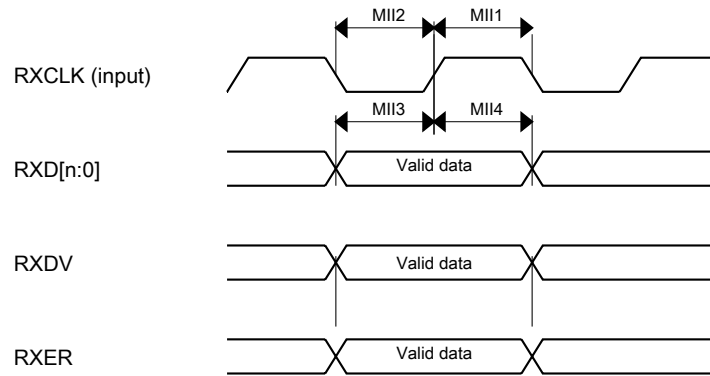 MII2 MII1
RXCLK (input)
MII3 MII4
RXD[n:0] Valid data
RXDV Valid data
RXER Valid data